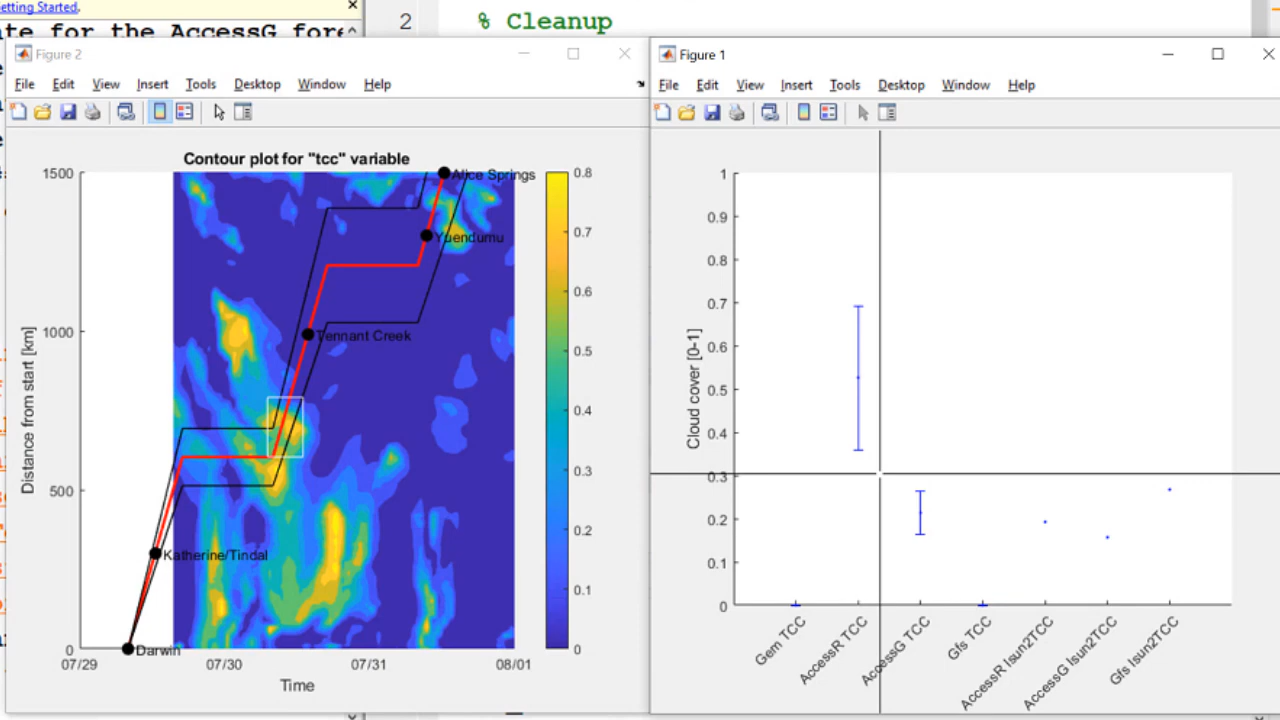 etting Started.
ate for the AccessG for
2
% Cleanup
Figure 2
File Edit View Insert Tools Desktop Window Help
Contour plot for "tcc" variable
1500
1000
500
0
Distance from start [km]
Alice Springs
Yuendumu
Tennant Creek
Katherine/Tindal
Darwin
07/29 07/30 07/31 08/01
Time
0.8
0.7
0.6
0.5
0.4
0.3
0.2
0.1
0
Figure 1
File Edit View Insert Tools Desktop Window Help
1
0.9
0.8
0.7
0.6
0.5
0.4
0.3
0.2
0.1
0
Cloud cover [0-1]
Gem TCC
AccessR TCC
AccessG TCC
Gfs TCC
AccessR Isun2TCC
AccessG Isun2TCC
Gfs Isun2TCC